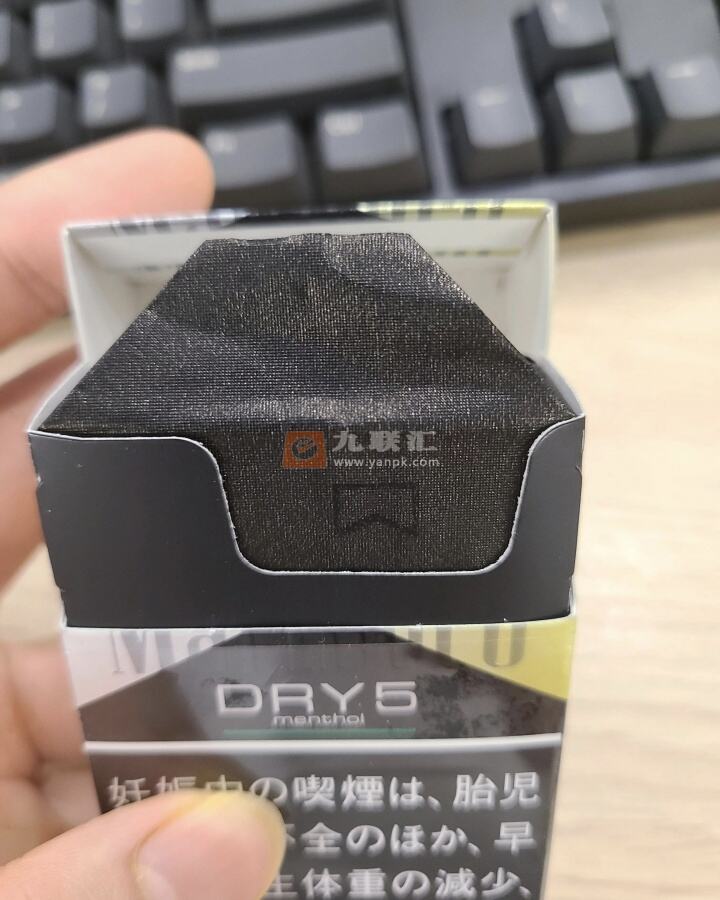 九联汇
www.yanpk.com
DRY5
menthol
妊娠中の喫煙は、胎児
全のほか、早
生体重の減少、